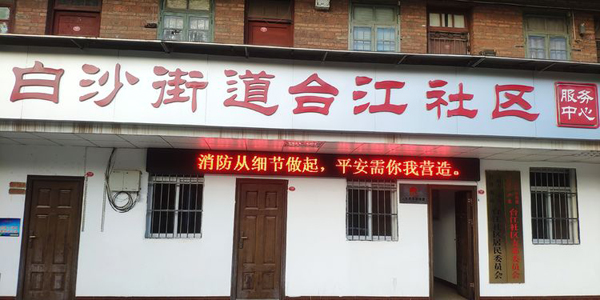 白沙街道合江社区
服务
中心
消防从细节做起，平安需你我营造。